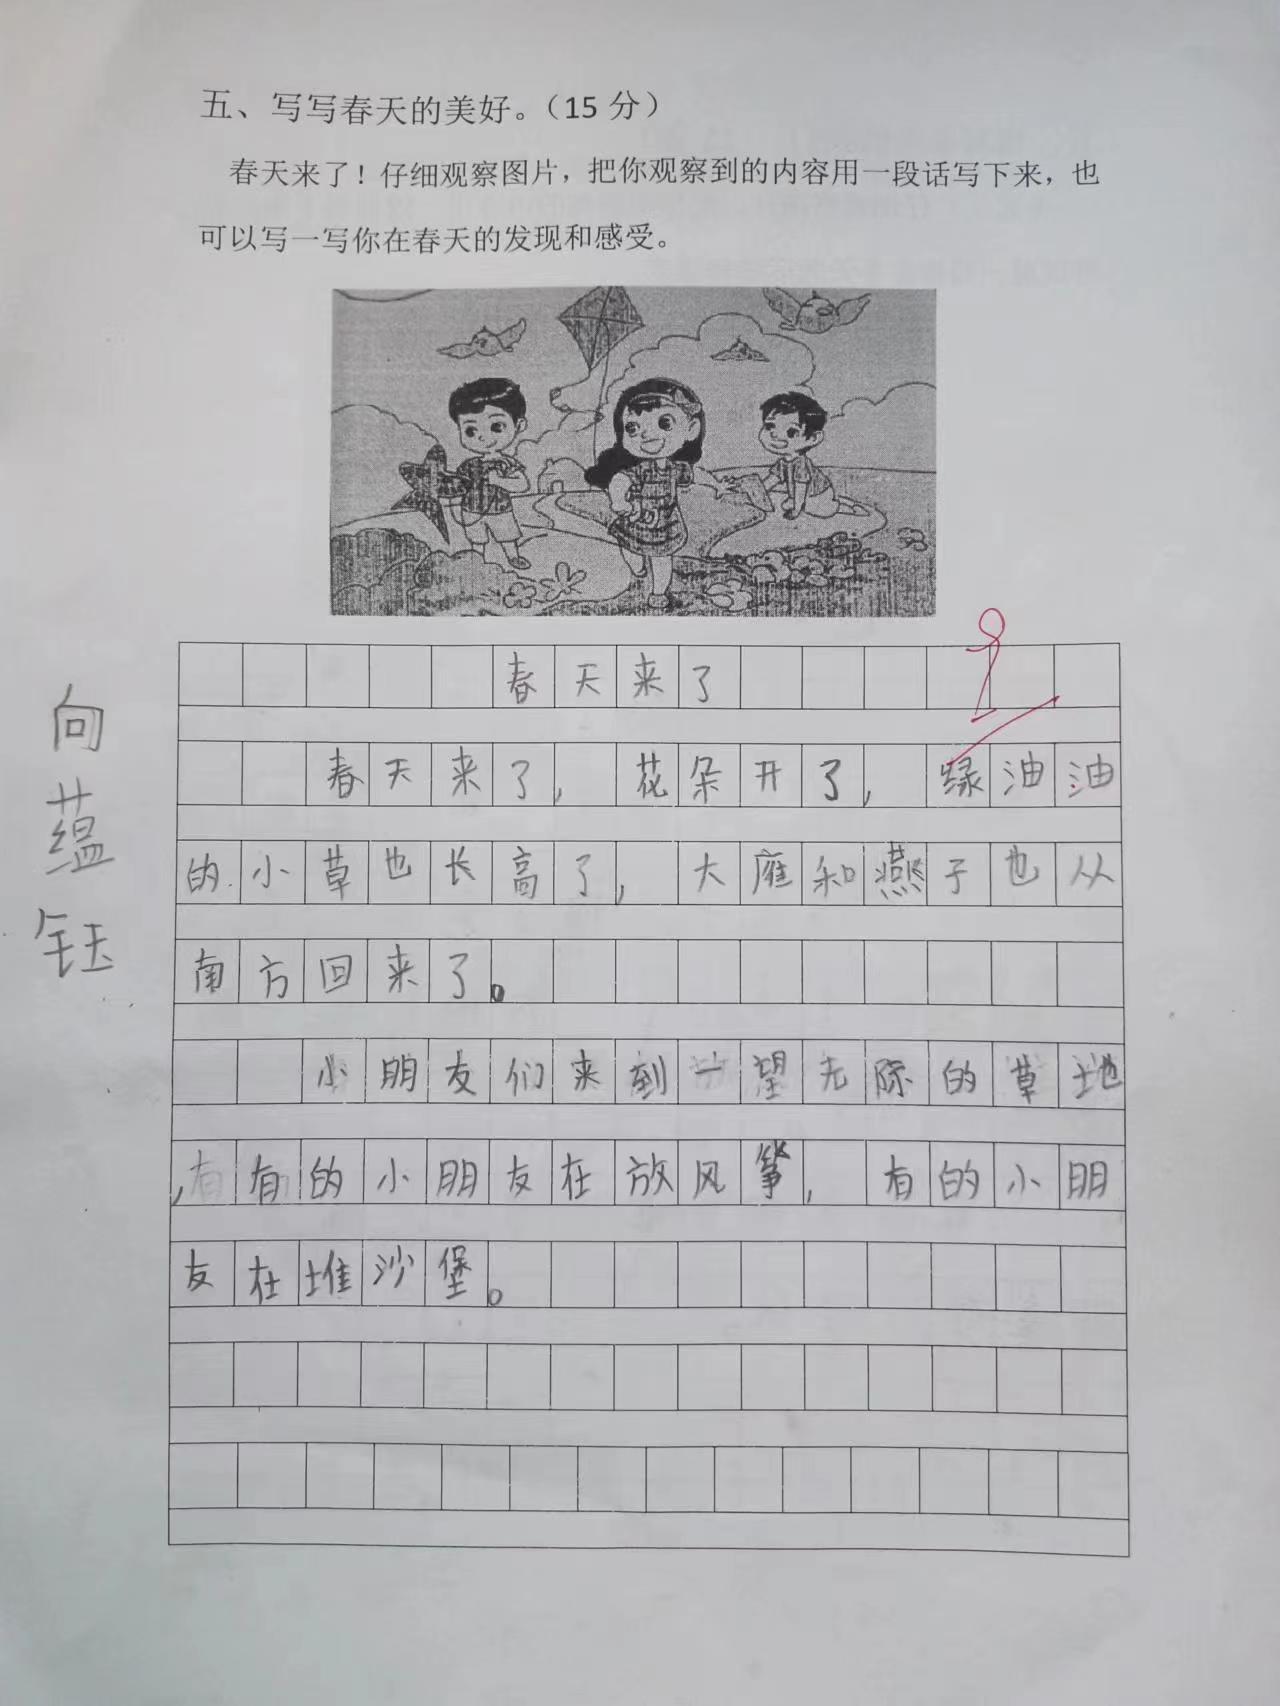 五、写写春天的美好。（15 分）
春天来了！仔细观察图片，把你观察到的内容用一段话写下来，也
可以写一写你在春天的发现和感受。
春天来了
春天来了，花朵开了，绿油油
的小草也长高了，大雁和燕子也从
南方回来了。
小朋友们来到一望无际的草地
，有有的小朋友在放风筝，有的小朋
友在堆沙堡。
向蕴钰